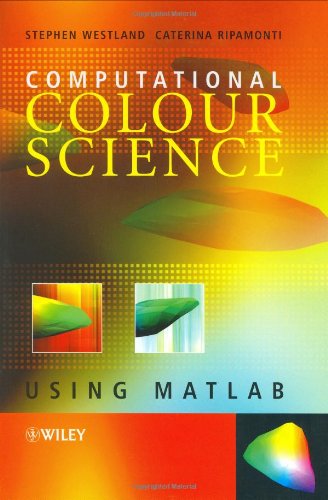 STEPHEN WESTLAND CATERINA RIPAMONTI
COMPUTATIONAL
COLOUR
SCIENCE
USING MATLAB
WILEY